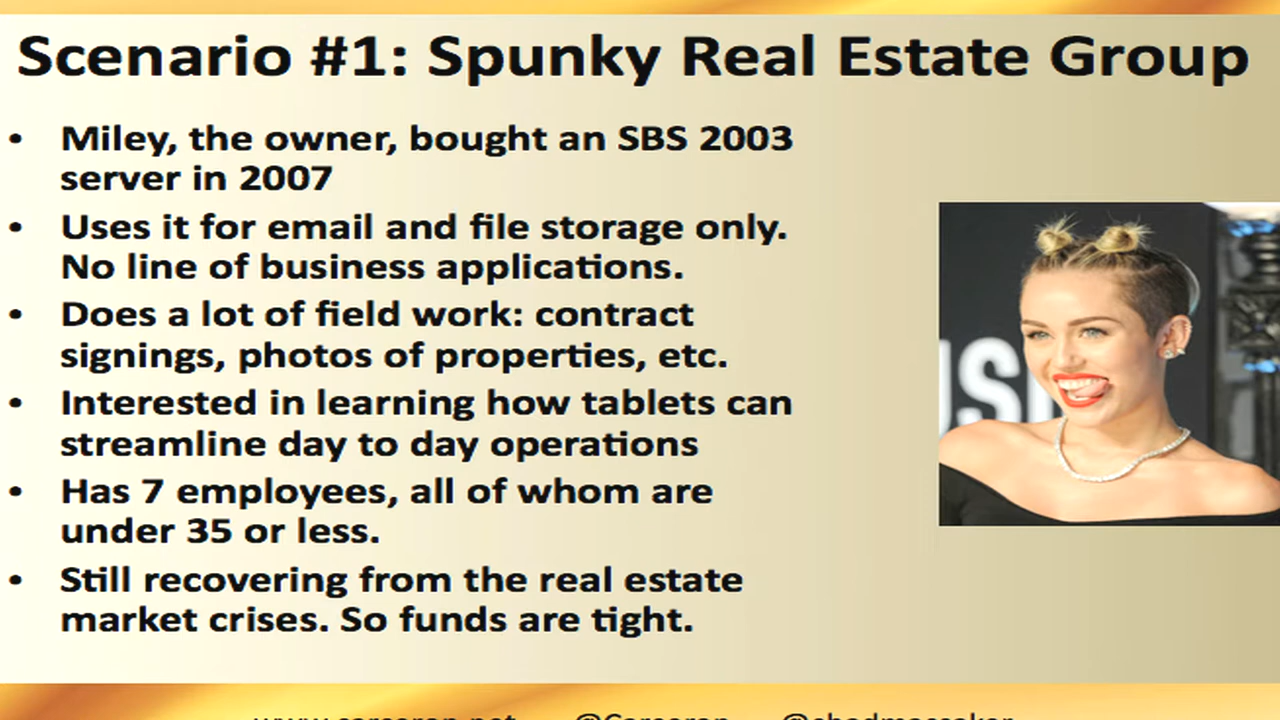 Scenario #1: Spunky Real Estate Group
• Miley, the owner, bought an SBS 2003
server in 2007
• Uses it for email and file storage only.
No line of business applications.
• Does a lot of field work: contract
signings, photos of properties, etc.
• Interested in learning how tablets can
streamline day to day operations
• Has 7 employees, all of whom are
under 35 or less.
• Still recovering from the real estate
market crises. So funds are tight.